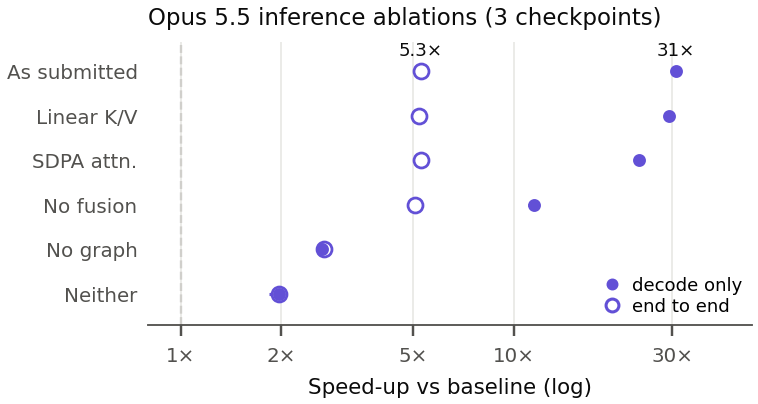 Opus 5.5 inference ablations (3 checkpoints)
5.3× 31×
As submitted
Linear K/V
SDPA attn.
No fusion
No graph
Neither
decode only
end to end
1× 2× 5× 10× 30×
Speed-up vs baseline (log)